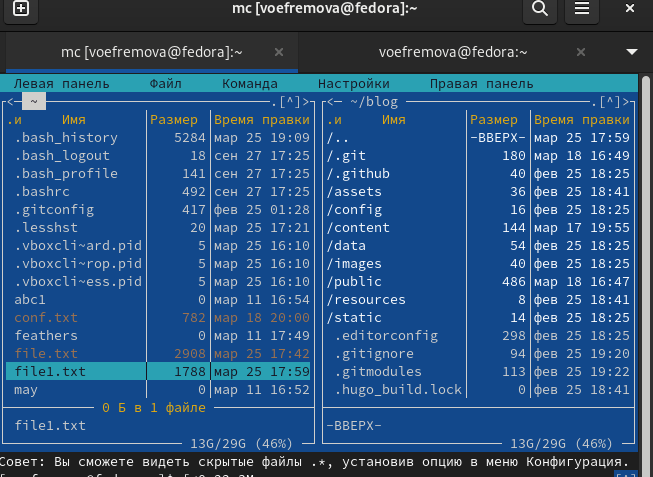 mc [voefremova@fedora]:~
mc [voefremova@fedora]:~ × voefremova@fedora:~ ×
Левая панель Файл Команда Настройки Правая панель
<— ~ .[^]> <— ~/blog .[^]>
.и Имя Размер Время правки .и Имя Размер Время правки
.bash_history 5284 мар 25 19:09 /.. -ВВЕРХ- мар 25 17:59
.bash_logout 18 сен 27 17:25 /.git 180 мар 18 16:49
.bash_profile 141 сен 27 17:25 /.github 40 фев 25 18:25
.bashrc 492 сен 27 17:25 /assets 36 фев 25 18:41
.gitconfig 417 фев 25 01:28 /config 16 фев 25 18:25
.lesshst 20 мар 25 17:21 /content 144 мар 17 19:55
.vboxcli~ard.pid 5 мар 25 16:10 /data 54 фев 25 18:25
.vboxcli~rop.pid 5 мар 25 16:10 /images 40 фев 25 18:25
.vboxcli~ess.pid 5 мар 25 16:10 /public 486 мар 18 16:47
abc1 0 мар 11 16:54 /resources 8 фев 25 18:41
conf.txt 782 мар 18 20:00 /static 14 фев 25 18:25
feathers 0 мар 11 17:49 .editorconfig 298 фев 25 18:25
file.txt 2908 мар 25 17:42 .gitignore 94 фев 25 19:20
file1.txt 1788 мар 25 17:59 .gitmodules 113 фев 25 19:22
may 0 мар 11 16:52 .hugo_build.lock 0 фев 25 18:41
0 Б в 1 файле
file1.txt -ВВЕРХ-
13G/29G (46%) 13G/29G (46%)
Совет: Вы сможете видеть скрытые файлы .*, установив опцию в меню Конфигурация.